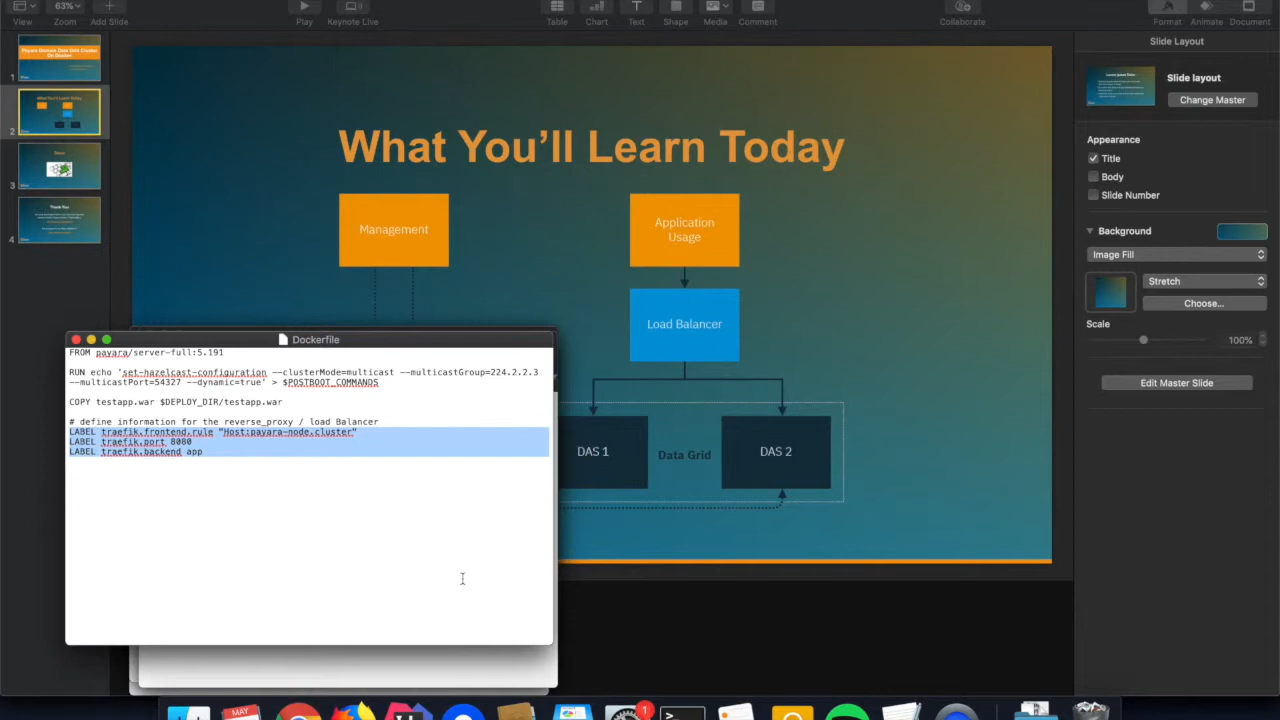 63%
View
Zoom
Add Slide
Play
Keynote Live
Table
Chart
Text
Shape
Media
Comment
Collaborate
Format
Animate
Document
1
2
3
4
What You'll Learn Today
Thank You
What You'll Learn Today
Management
Application
Usage
Load Balancer
DAS 1
Data Grid
DAS 2
Dockerfile
FROM payara/server-full:5.191
RUN echo 'set-hazelcast-configuration --clusterMode=multicast --multicastGroup=224.2.2.3
--multicastPort=54327 --dynamic=true' > $POSTBOOT_COMMANDS
COPY testapp.war $DEPLOY_DIR/testapp.war
# define information for the reverse_proxy / load Balancer
LABEL traefik.frontend.rule "Host:payara-node.cluster"
LABEL traefik.port 8080
LABEL traefik.backend app
Slide Layout
Slide layout
Change Master
Appearance
Title
Body
Slide Number
Background
Image Fill
Stretch
Choose...
Scale
100%
Edit Master Slide
MAY
1